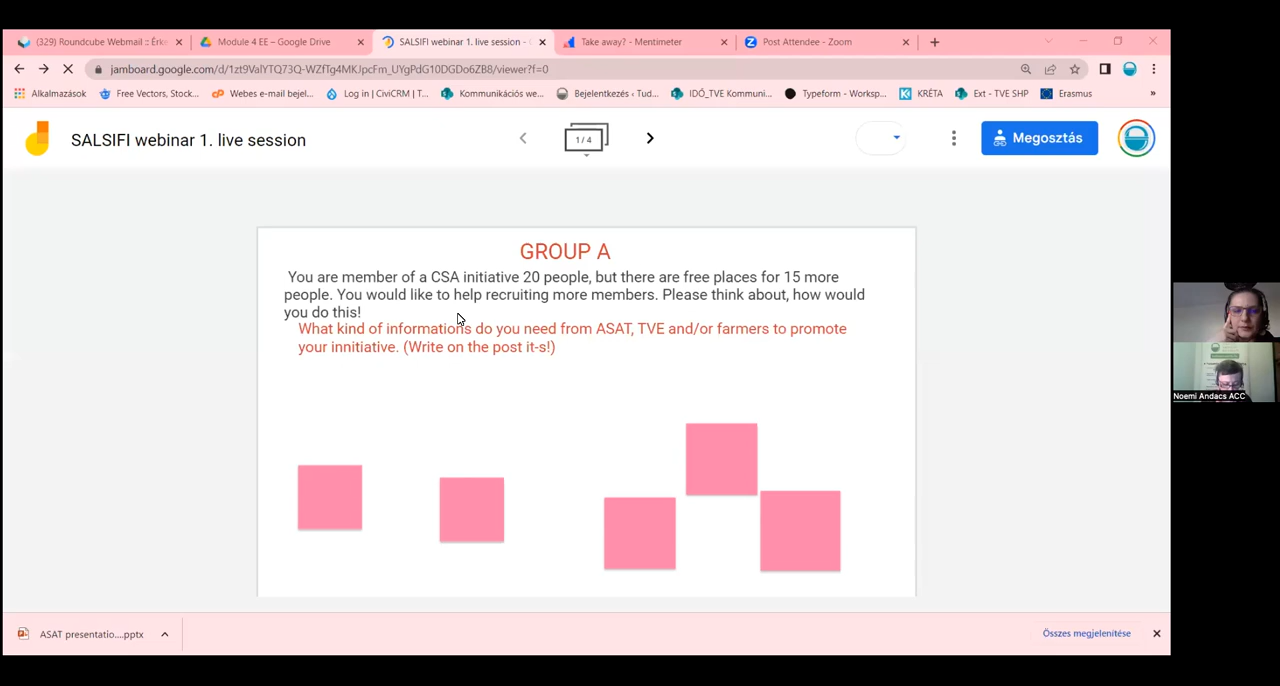 (329) Roundcube Webmail :: Érke
Module 4 EE – Google Drive
SALSIFI webinar 1. live session -
Take away? - Mentimeter
Post Attendee - Zoom
jamboard.google.com/d/1zt9ValYTQ73Q-WZfTg4MKJpcFm_UYgPdG10DGDo6ZB8/viewer?f=0
Alkalmazások
Free Vectors, Stock...
Webes e-mail bejel...
Log in | CiviCRM | T...
Kommunikációs we...
Bejelentkezés ‹ Tud...
IDŐ_TVE Kommuni...
Typeform - Worksp...
KRÉTA
Ext - TVE SHP
Erasmus
»
SALSIFI webinar 1. live session
1 / 4
Megosztás
GROUP A
You are member of a CSA initiative 20 people, but there are free places for 15 more
people. You would like to help recruiting more members. Please think about, how would
you do this!
What kind of informations do you need from ASAT, TVE and/or farmers to promote
your innitiative. (Write on the post it-s!)
Noemi Andacs ACC
ASAT presentatio....pptx
Összes megjelenítése